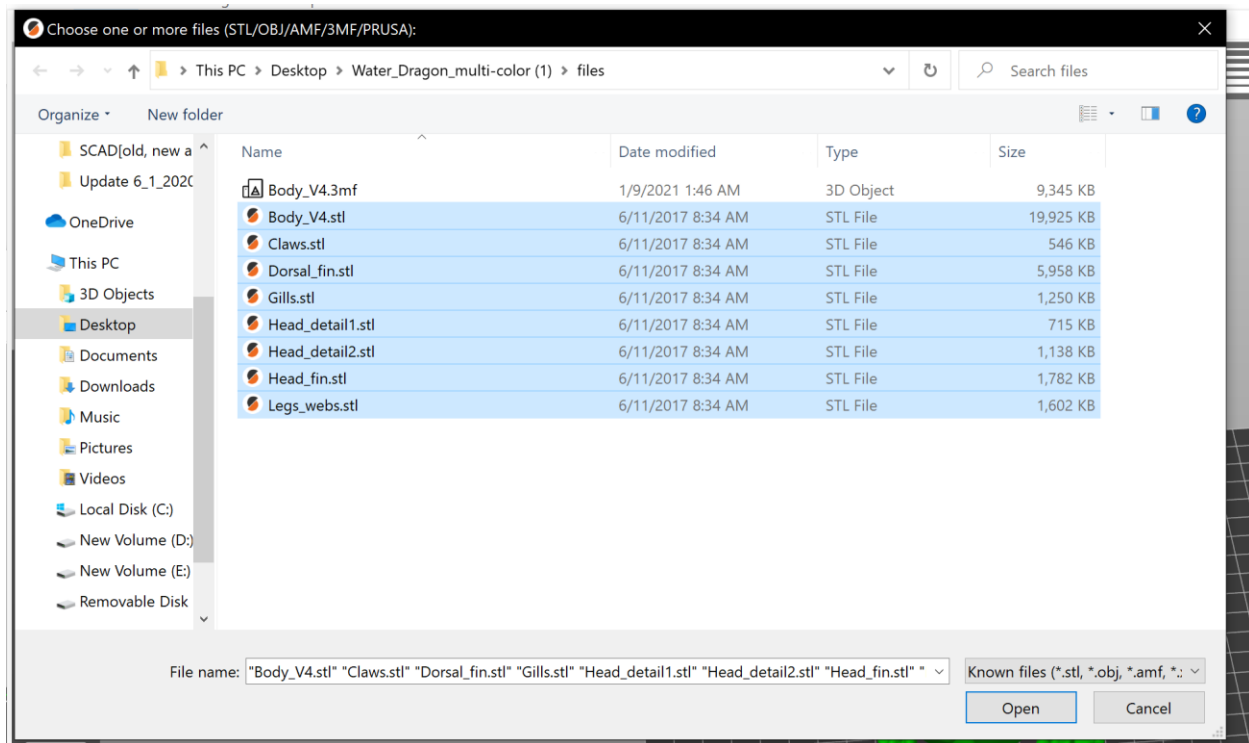 Choose one or more files (STL/OBJ/AMF/3MF/PRUSA):
This PC > Desktop > Water_Dragon_multi-color (1) > files
Search files
Organize
New folder
SCAD[old, new a
Update 6_1_2020
OneDrive
This PC
3D Objects
Desktop
Documents
Downloads
Music
Pictures
Videos
Local Disk (C:)
New Volume (D:)
New Volume (E:)
Removable Disk
Name Date modified Type Size
Body_V4.3mf 1/9/2021 1:46 AM 3D Object 9,345 KB
Body_V4.stl 6/11/2017 8:34 AM STL File 19,925 KB
Claws.stl 6/11/2017 8:34 AM STL File 546 KB
Dorsal_fin.stl 6/11/2017 8:34 AM STL File 5,958 KB
Gills.stl 6/11/2017 8:34 AM STL File 1,250 KB
Head_detail1.stl 6/11/2017 8:34 AM STL File 715 KB
Head_detail2.stl 6/11/2017 8:34 AM STL File 1,138 KB
Head_fin.stl 6/11/2017 8:34 AM STL File 1,782 KB
Legs_webs.stl 6/11/2017 8:34 AM STL File 1,602 KB
File name: "Body_V4.stl" "Claws.stl" "Dorsal_fin.stl" "Gills.stl" "Head_detail1.stl" "Head_detail2.stl" "Head_fin.stl" "
Known files (*.stl, *.obj, *.amf, *.:
Open
Cancel